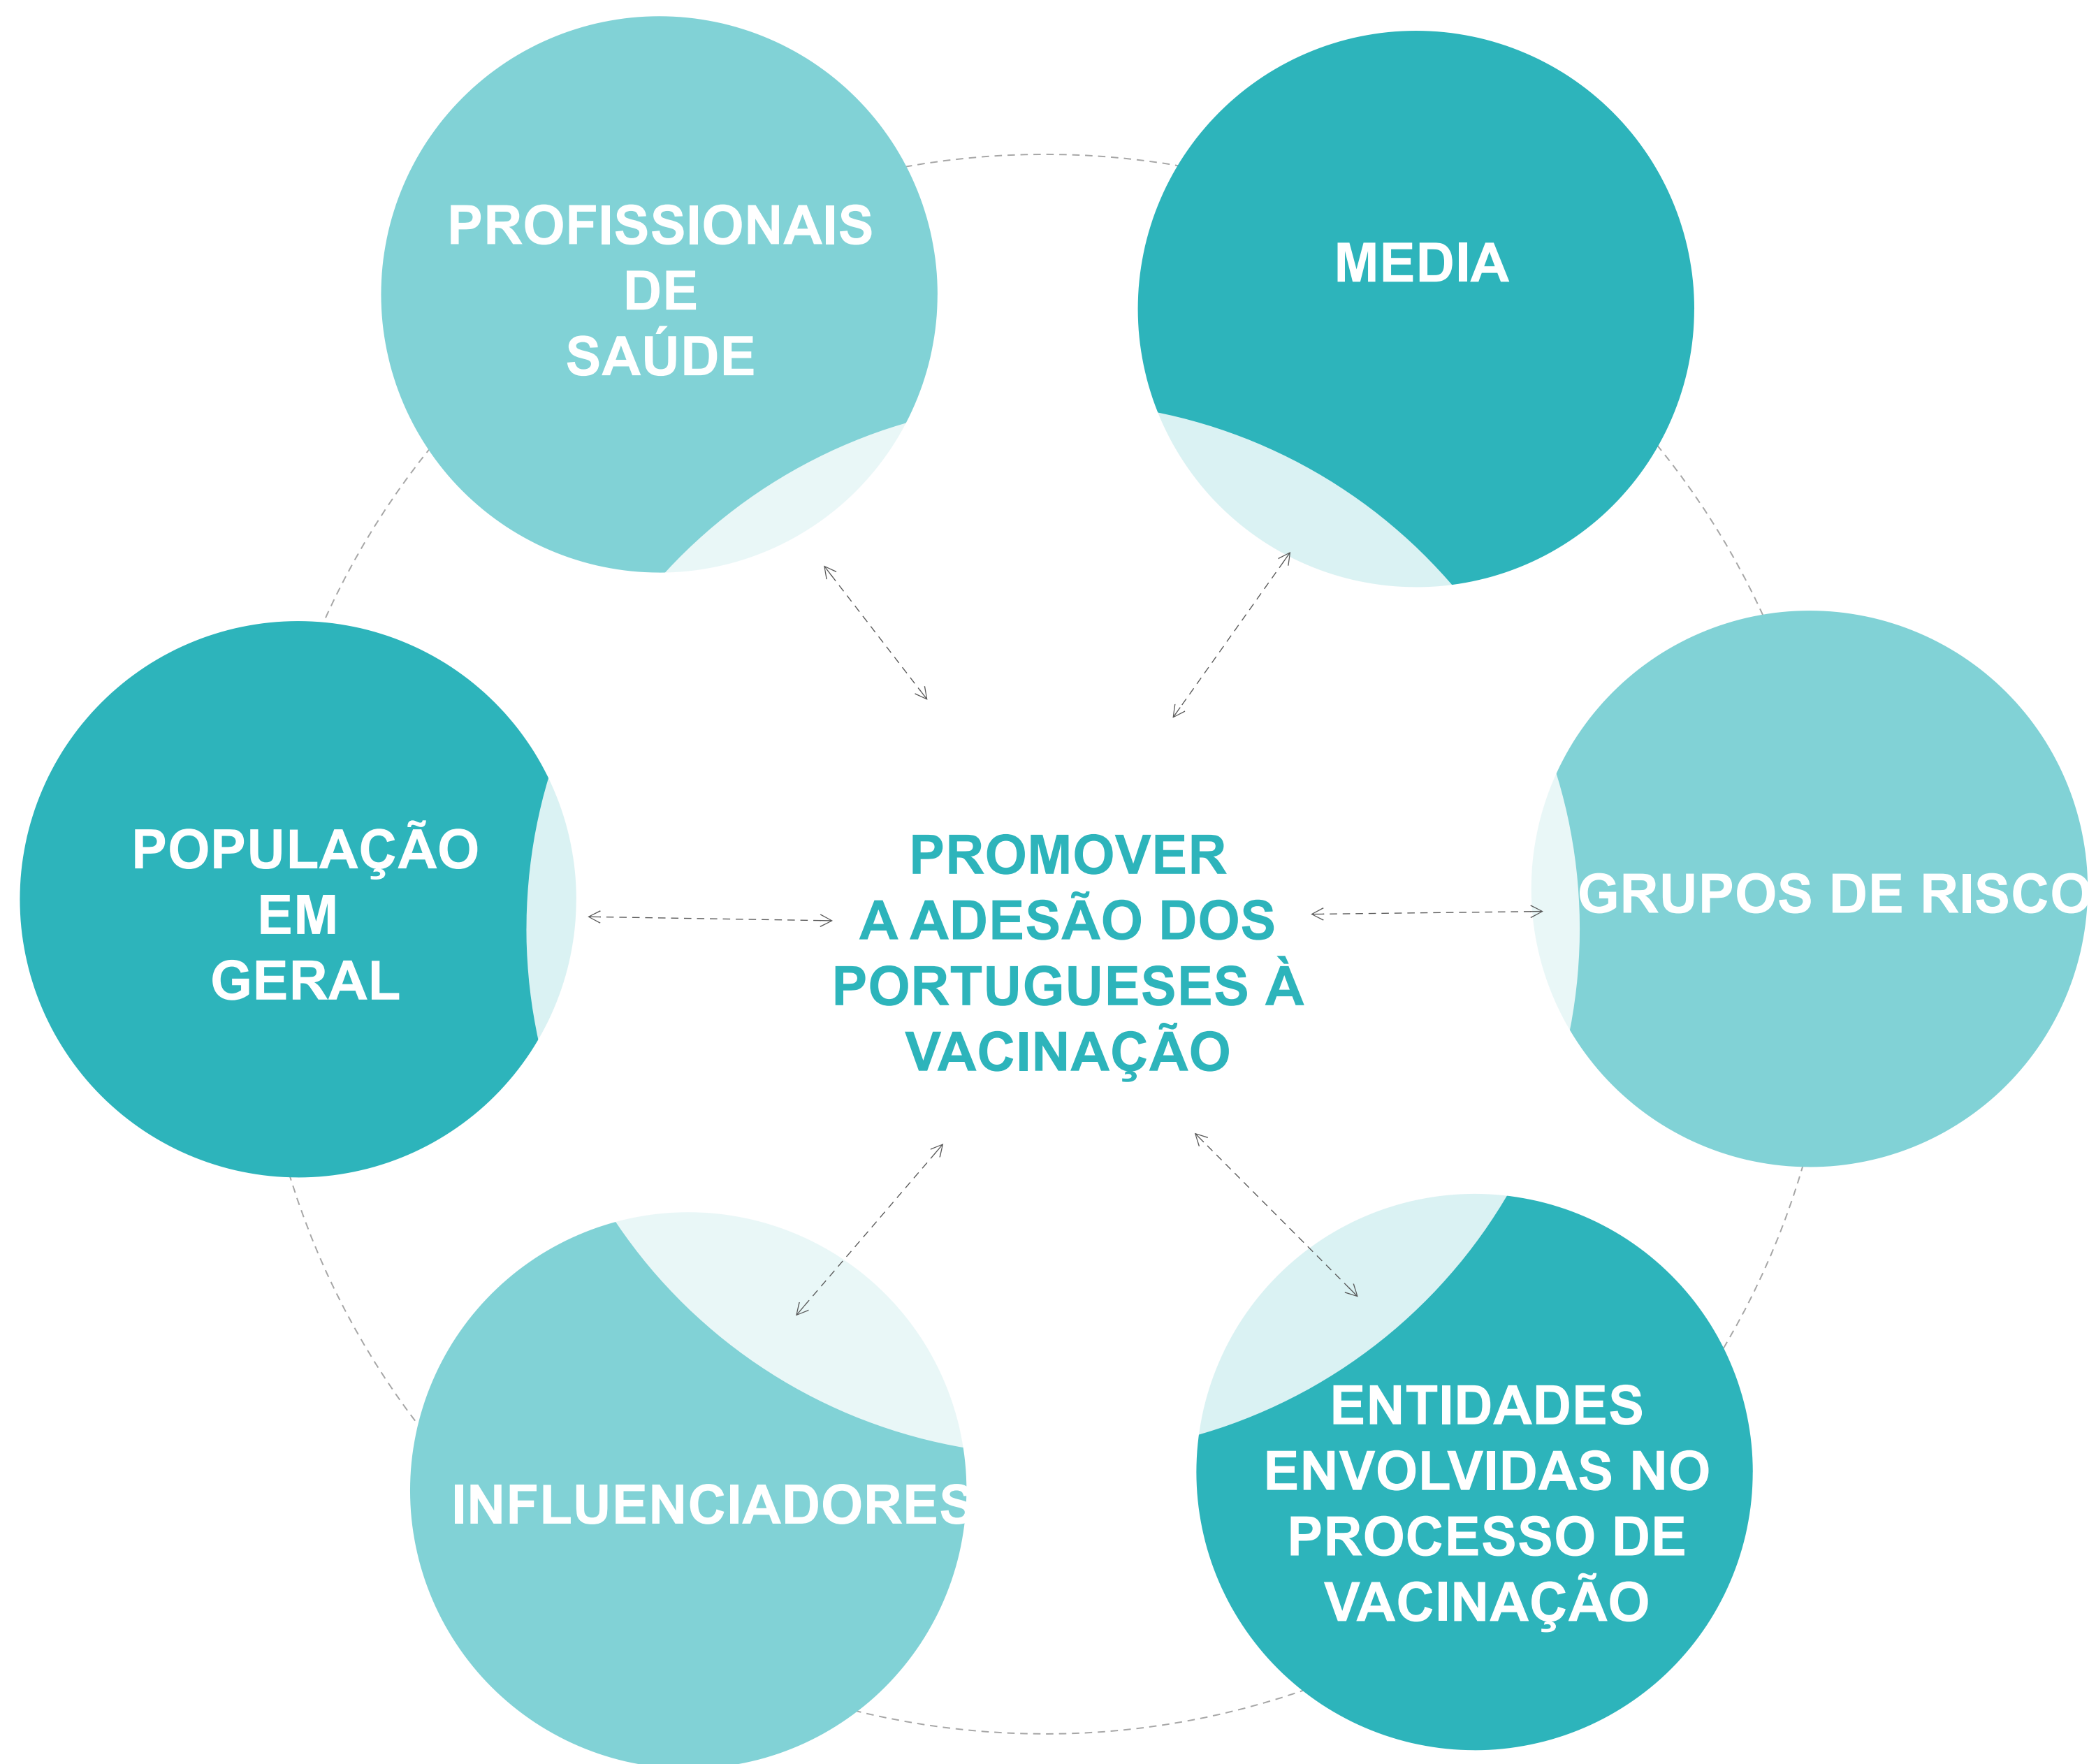 PROFISSIONAIS
DE
SAÚDE
MEDIA
POPULAÇÃO
EM
GERAL
PROMOVER
A ADESÃO DOS
PORTUGUESES À
VACINAÇÃO
GRUPOS DE RISCO
INFLUENCIADORES
ENTIDADES
ENVOLVIDAS NO
PROCESSO DE
VACINAÇÃO